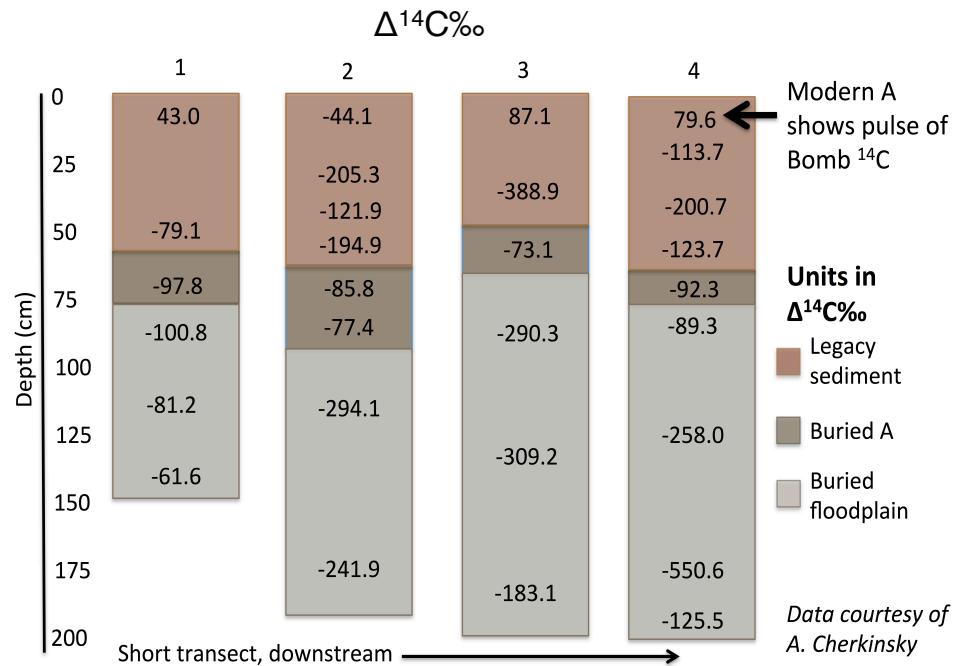 Δ¹⁴C‰
1 2 3 4
0
25
50
75
100
125
150
175
200
Depth (cm)
43.0
-79.1
-97.8
-100.8
-81.2
-61.6
-44.1
-205.3
-121.9
-194.9
-85.8
-77.4
-294.1
-241.9
87.1
-388.9
-73.1
-290.3
-309.2
-183.1
79.6
-113.7
-200.7
-123.7
-92.3
-89.3
-258.0
-550.6
-125.5
Modern A
shows pulse of
Bomb ¹⁴C
Units in
Δ¹⁴C‰
Legacy
sediment
Buried A
Buried
floodplain
Data courtesy of
A. Cherkinsky
Short transect, downstream